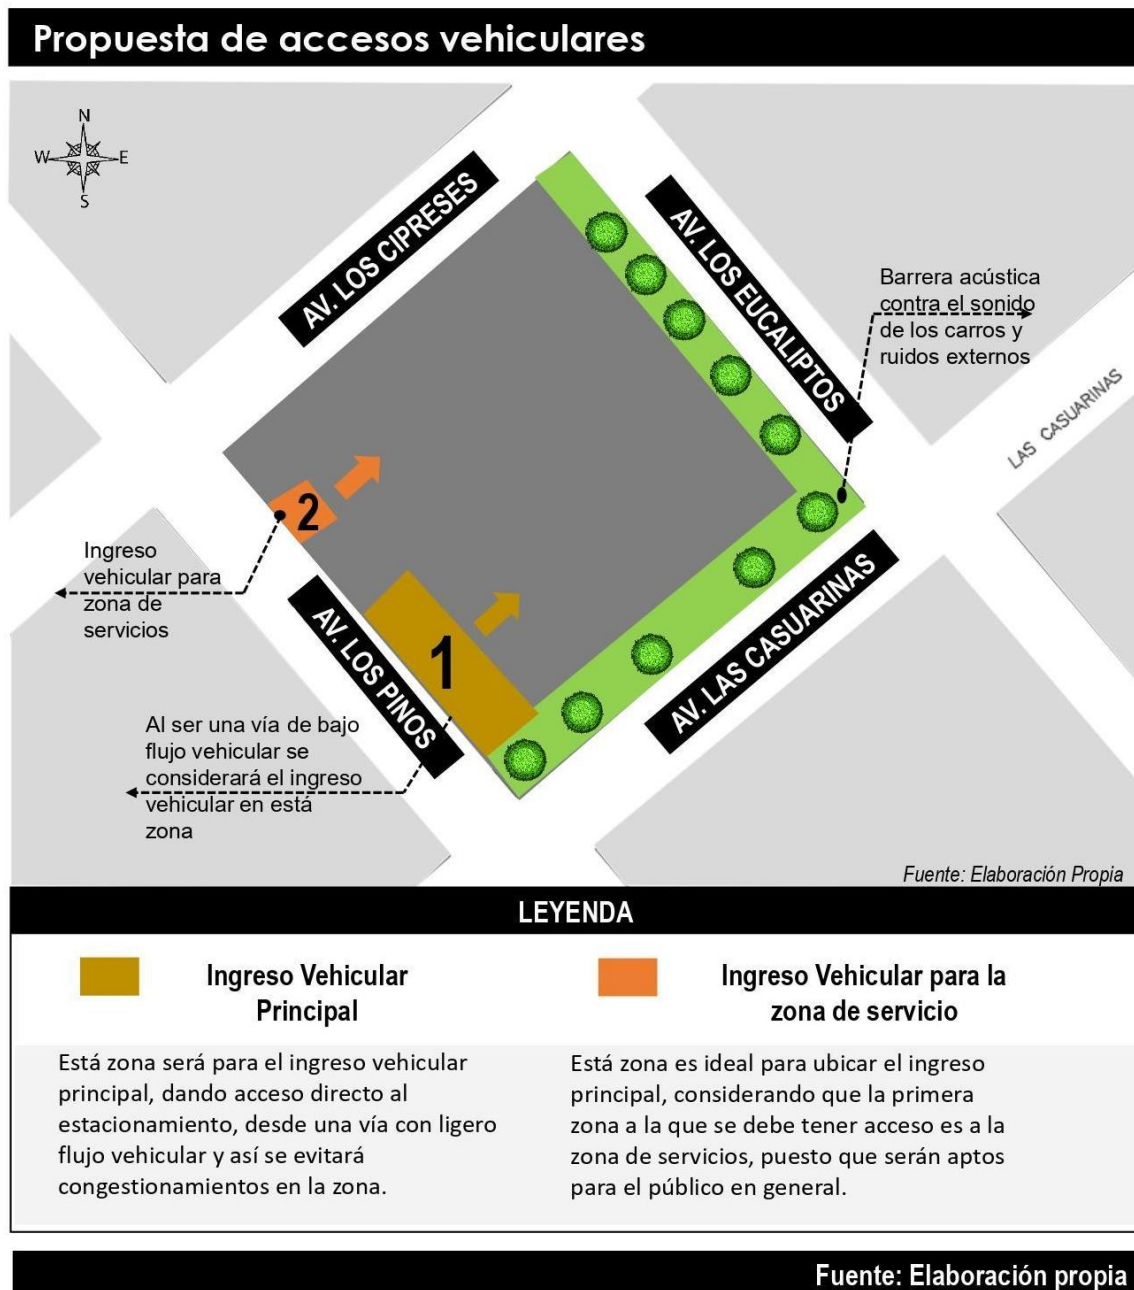 Propuesta de accesos vehiculares
N
W
E
S
AV. LOS CIPRESES
AV. LOS EUCALIPTOS
Barrera acústica
contra el sonido
de los carros y
ruidos externos
LAS CASUARINAS
2
Ingreso
vehicular para
zona de
servicios
1
AV. LOS PINOS
AV. LAS CASUARINAS
Al ser una vía de bajo
flujo vehicular se
considerará el ingreso
vehicular en está
zona
Fuente: Elaboración Propia
LEYENDA
Ingreso Vehicular
Principal
Está zona será para el ingreso vehicular
principal, dando acceso directo al
estacionamiento, desde una vía con ligero
flujo vehicular y así se evitará
congestionamientos en la zona.
Ingreso Vehicular para la
zona de servicio
Está zona es ideal para ubicar el ingreso
principal, considerando que la primera
zona a la que se debe tener acceso es a la
zona de servicios, puesto que serán aptos
para el público en general.
Fuente: Elaboración propia